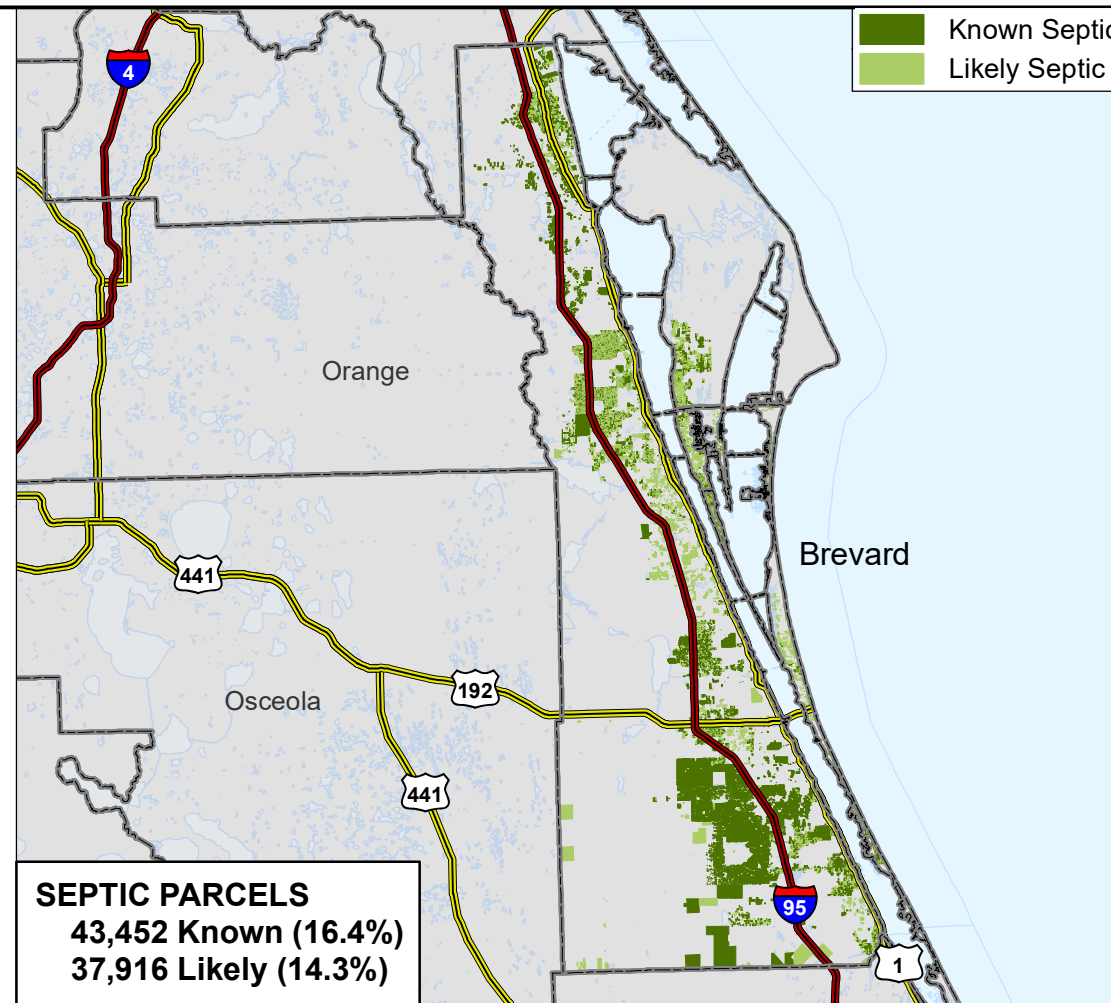 Known Septic
Likely Septic
4
Orange
Brevard
441
192
Osceola
441
95
1
SEPTIC PARCELS
43,452 Known (16.4%)
37,916 Likely (14.3%)